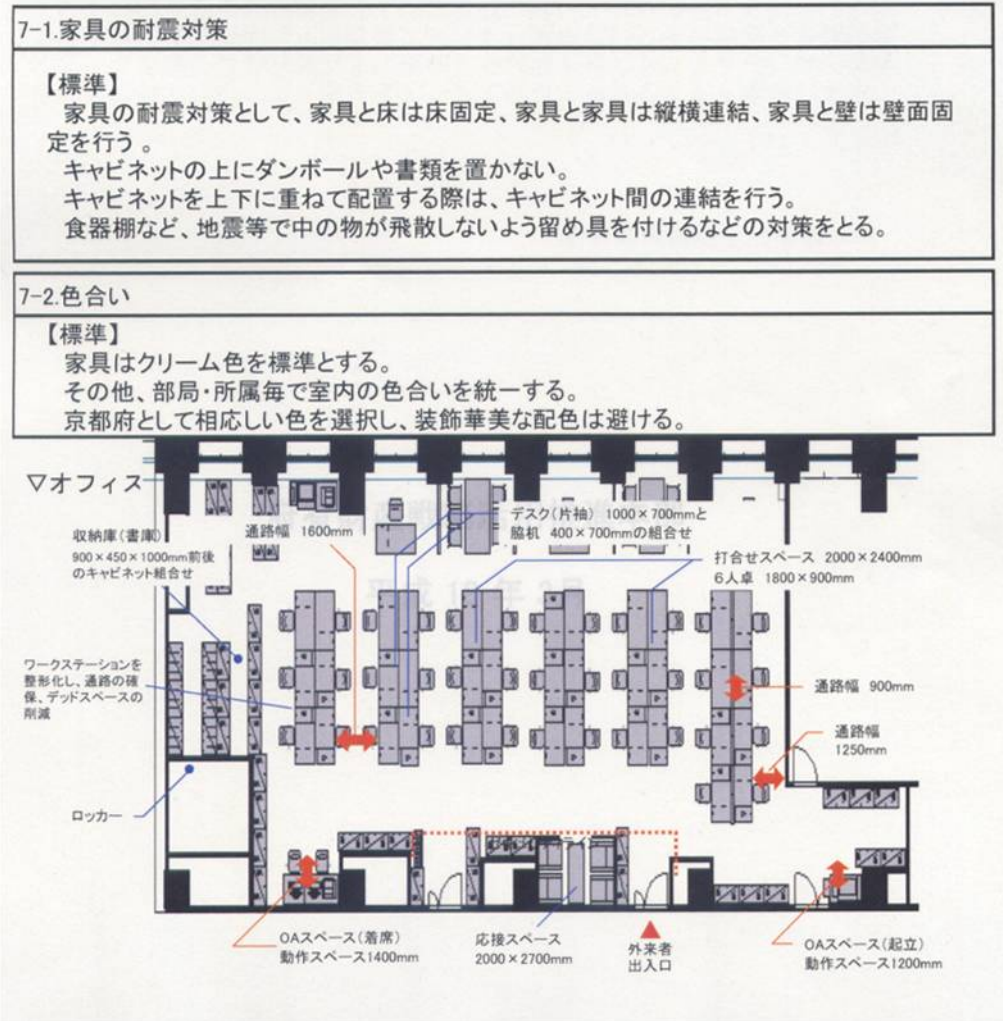 7-1.家具の耐震対策
【標準】
家具の耐震対策として、家具と床は床固定、家具と家具は縦横連結、家具と壁は壁面固
定を行う 。
キャビネットの上にダンボールや書類を置かない。
キャビネットを上下に重ねて配置する際は、キャビネット間の連結を行う。
食器棚など、地震等で中の物が飛散しないよう留め具を付けるなどの対策をとる。
7-2.色合い
【標準】
家具はクリーム色を標準とする。
その他、部局・所属毎で室内の色合いを統一する。
京都府として相応しい色を選択し、装飾華美な配色は避ける。
▽オフィス
収納庫(書庫)
900×450×1000mm前後
のキャビネット組合せ
通路幅 1600mm
デスク(片袖) 1000×700mmと
脇机 400×700mmの組合せ
打合せスペース 2000×2400mm
6人卓 1800×900mm
ワークステーションを
整形化し、通路の確
保、デッドスペースの
削減
通路幅 900mm
通路幅
1250mm
ロッカー
OAスペース(着席)
動作スペース1400mm
応接スペース
2000×2700mm
外来者
出入口
OAスペース(起立)
動作スペース1200mm